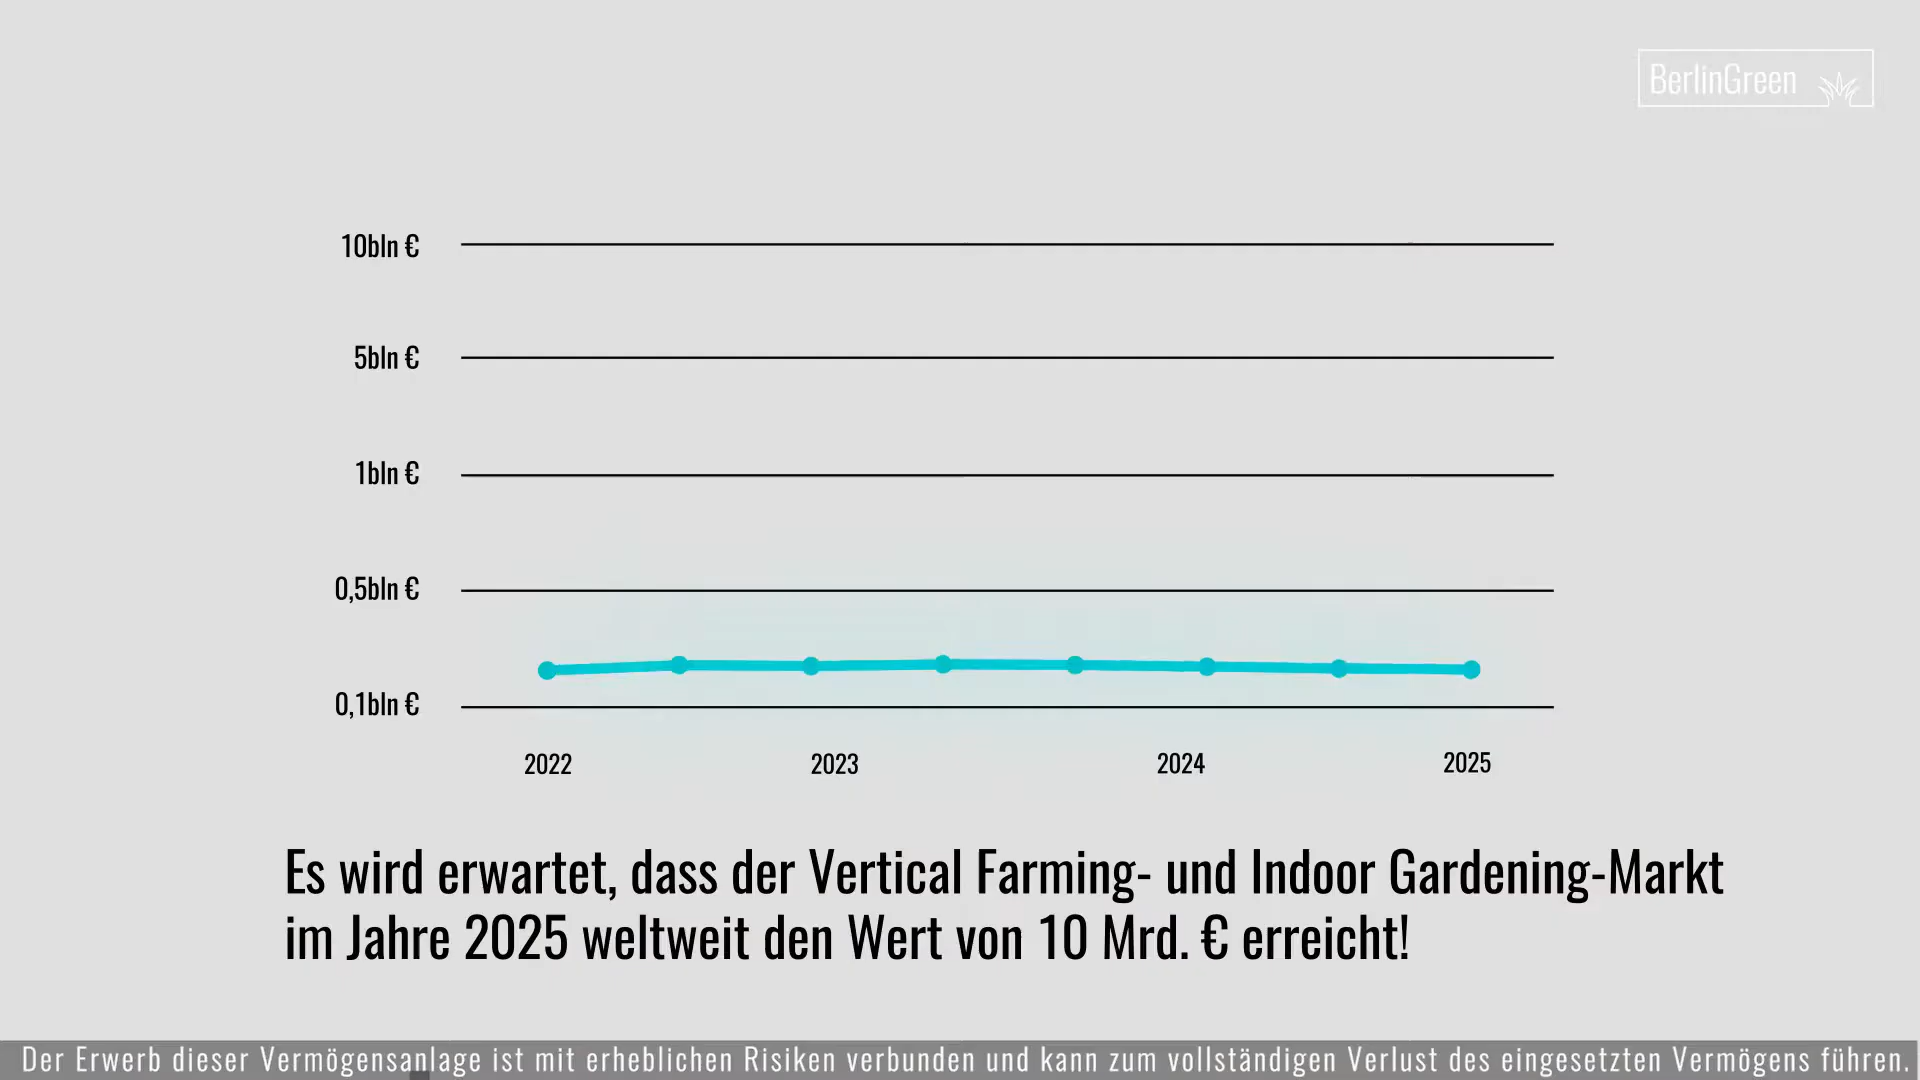 BerlinGreen
10bln €
5bln €
1bln €
0,5bln €
0,1bln €
2022 2023 2024 2025
Es wird erwartet, dass der Vertical Farming- und Indoor Gardening-Markt
im Jahre 2025 weltweit den Wert von 10 Mrd. € erreicht!
Der Erwerb dieser Vermögensanlage ist mit erheblichen Risiken verbunden und kann zum vollständigen Verlust des eingesetzten Vermögens führen.